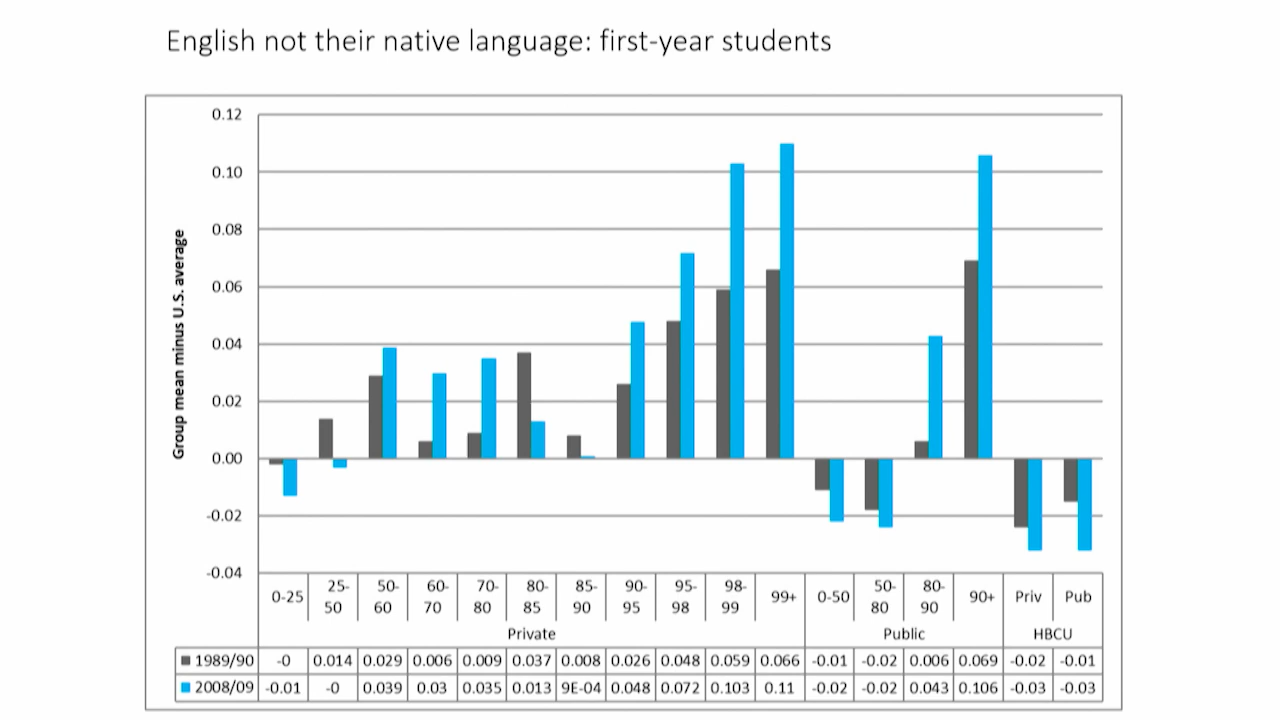 English not their native language: first-year students
Group mean minus U.S. average
0.12
0.10
0.08
0.06
0.04
0.02
0.00
-0.02
-0.04
0-25 25-50 50-60 60-70 70-80 80-85 85-90 90-95 95-98 98-99 99+ 0-50 50-80 80-90 90+ Priv Pub
Private Public HBCU
1989/90 -0 0.014 0.029 0.006 0.009 0.037 0.008 0.026 0.048 0.059 0.066 -0.01 -0.02 0.006 0.069 -0.02 -0.01
2008/09 -0.01 -0 0.039 0.03 0.035 0.013 9E-04 0.048 0.072 0.103 0.11 -0.02 -0.02 0.043 0.106 -0.03 -0.03